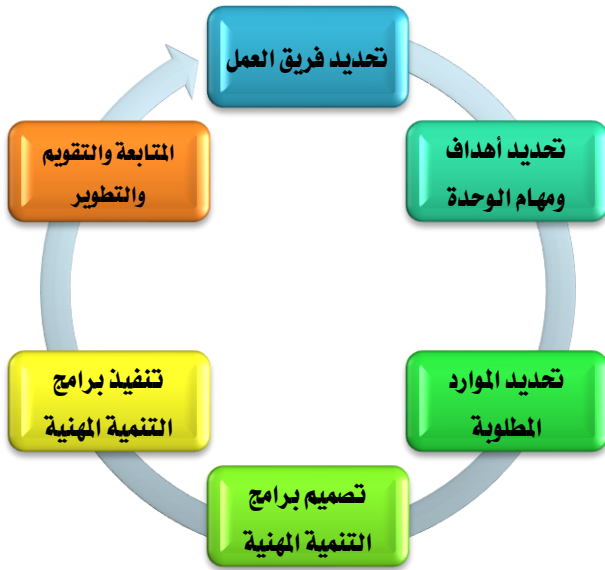 تحديد فريق العمل
تحديد أهداف
ومهام الوحدة
تحديد الموارد
المطلوبة
تصميم برامج
التنمية المهنية
تنفيذ برامج
التنمية المهنية
المتابعة والتقويم
والتطوير